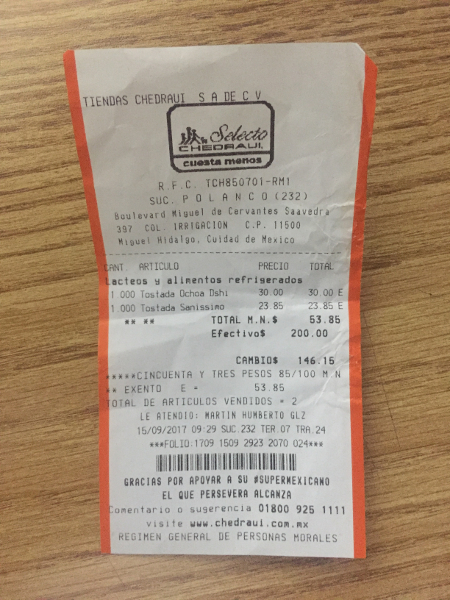 TIENDAS CHEDRAUI S A DE C V
Selecto
CHEDRAUI
cuesta menos
R.F.C. TCH850701-RM1
SUC. POLANCO (232)
Boulevard Miguel de Cervantes Saavedra
397 COL. IRRIGACION C.P. 11500
Miguel Hidalgo, Cuidad de Mexico
CANT. ARTICULO PRECIO TOTAL
Lacteos y alimentos refrigerados
1.000 Tostada Ochoa Dshi 30.00 30.00 E
1.000 Tostada Sanissimo 23.85 23.85 E
** ** TOTAL M.N.$ 53.85
Efectivo$ 200.00
CAMBIO$ 146.15
*****CINCUENTA Y TRES PESOS 85/100 M N
** EXENTO E = 53.85
TOTAL DE ARTICULOS VENDIDOS = 2
LE ATENDIO: MARTIN HUMBERTO GLZ
15/09/2017 09:29 SUC.232 TER.07 TRA.24
***FOLIO:1709 1509 2923 2070 024***
GRACIAS POR APOYAR A SU #SUPERMEXICANO
EL QUE PERSEVERA ALCANZA
Comentario o sugerencia 01800 925 1111
visite www.chedraui.com.mx
"REGIMEN GENERAL DE PERSONAS MORALES"